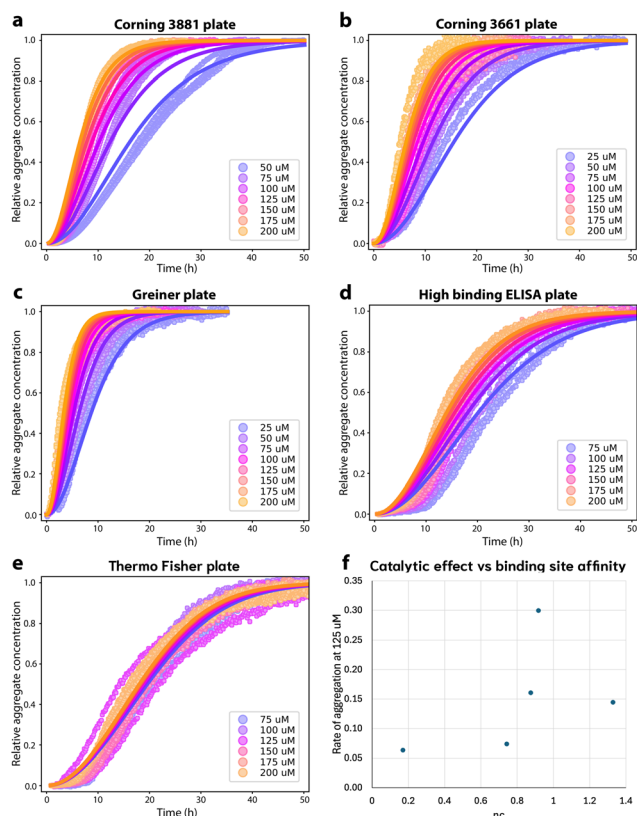 a
Corning 3881 plate
Relative aggregate concentration
1.0
0.8
0.6
0.4
0.2
0.0
50 uM
75 uM
100 uM
125 uM
150 uM
175 uM
200 uM
0 10 20 30 40 50
Time (h)
b
Corning 3661 plate
Relative aggregate concentration
1.0
0.8
0.6
0.4
0.2
0.0
25 uM
50 uM
75 uM
100 uM
125 uM
150 uM
175 uM
200 uM
0 10 20 30 40 50
Time (h)
c
Greiner plate
Relative aggregate concentration
1.0
0.8
0.6
0.4
0.2
0.0
25 uM
50 uM
75 uM
100 uM
125 uM
150 uM
175 uM
200 uM
0 10 20 30 40 50
Time (h)
d
High binding ELISA plate
Relative aggregate concentration
1.0
0.8
0.6
0.4
0.2
0.0
75 uM
100 uM
125 uM
150 uM
175 uM
200 uM
0 10 20 30 40 50
Time (h)
e
Thermo Fisher plate
Relative aggregate concentration
1.0
0.8
0.6
0.4
0.2
0.0
75 uM
100 uM
125 uM
150 uM
175 uM
200 uM
0 10 20 30 40 50
Time (h)
f
Catalytic effect vs binding site affinity
Rate of aggregation at 125 uM
0.35
0.30
0.25
0.20
0.15
0.10
0.05
0.00
0 0.2 0.4 0.6 0.8 1 1.2 1.4